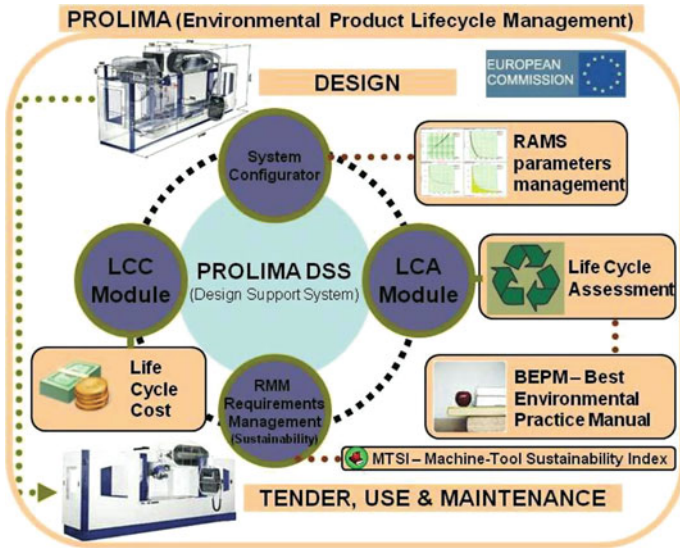 PROLIMA (Environmental Product Lifecycle Management)
DESIGN
EUROPEAN
COMMISSION
System
Configurator
RAMS
parameters
management
LCC
Module
PROLIMA DSS
(Design Support System)
LCA
Module
Life Cycle
Assessment
Life
Cycle
Cost
RMM
Requirements
Management
(Sustainability)
BEPM – Best
Environmental
Practice Manual
MTSI – Machine-Tool Sustainability Index
TENDER, USE & MAINTENANCE